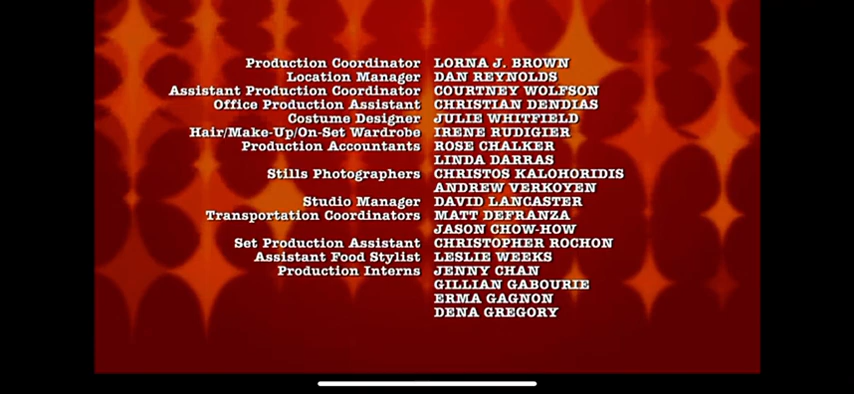 Production Coordinator LORNA J. BROWN
Location Manager DAN REYNOLDS
Assistant Production Coordinator COURTNEY WOLFSON
Office Production Assistant CHRISTIAN DENDIAS
Costume Designer JULIE WHITFIELD
Hair/Make-Up/On-Set Wardrobe IRENE RUDIGIER
Production Accountants ROSE CHALKER
LINDA DARRAS
Stills Photographers CHRISTOS KALOHORIDIS
ANDREW VERKOYEN
Studio Manager DAVID LANCASTER
Transportation Coordinators MATT DEFRANZA
JASON CHOW-HOW
Set Production Assistant CHRISTOPHER ROCHON
Assistant Food Stylist LESLIE WEEKS
Production Interns JENNY CHAN
GILLIAN GABOURIE
ERMA GAGNON
DENA GREGORY